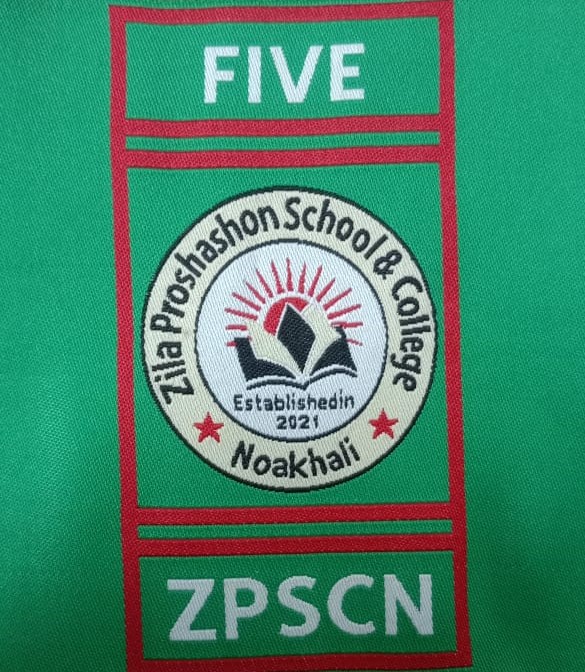 FIVE
Zila Proshashon School & College
Establishedin
2021
Noakhali
ZPSCN